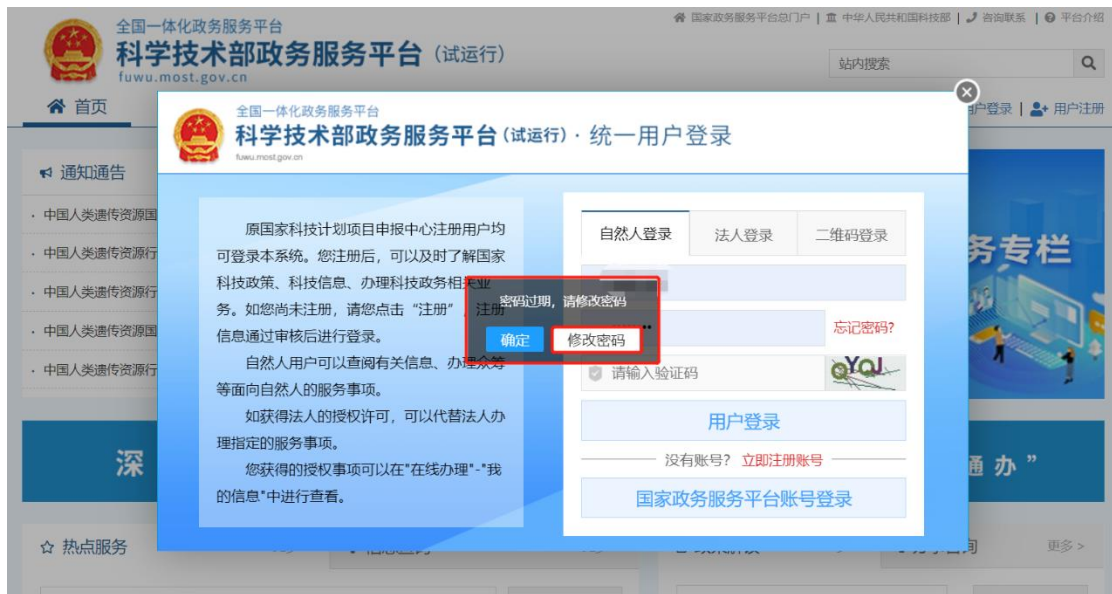 国家政务服务平台总门户 | 中华人民共和国科技部 | 咨询联系 | 平台介绍
全国一体化政务服务平台
科学技术部政务服务平台（试运行）
fuwu.most.gov.cn
站内搜索
首页
用户登录 | 用户注册
通知通告
· 中国人类遗传资源国
· 中国人类遗传资源行
· 中国人类遗传资源行
· 中国人类遗传资源国
· 中国人类遗传资源行
务专栏
全国一体化政务服务平台
科学技术部政务服务平台（试运行）· 统一用户登录
fuwu.most.gov.cn
原国家科技计划项目申报中心注册用户均
可登录本系统。您注册后，可以及时了解国家
科技政策、科技信息、办理科技政务相关业
务。如您尚未注册，请您点击“注册”，注册
信息通过审核后进行登录。
自然人用户可以查阅有关信息、办理众筹
等面向自然人的服务事项。
如获得法人的授权许可，可以代替法人办
理指定的服务事项。
您获得的授权事项可以在"在线办理"-"我
的信息"中进行查看。
自然人登录
法人登录
二维码登录
密码过期，请修改密码
确定
修改密码
忘记密码?
请输入验证码
QYQJ
用户登录
没有账号? 立即注册账号
国家政务服务平台账号登录
深
通办”
热点服务
更多 >